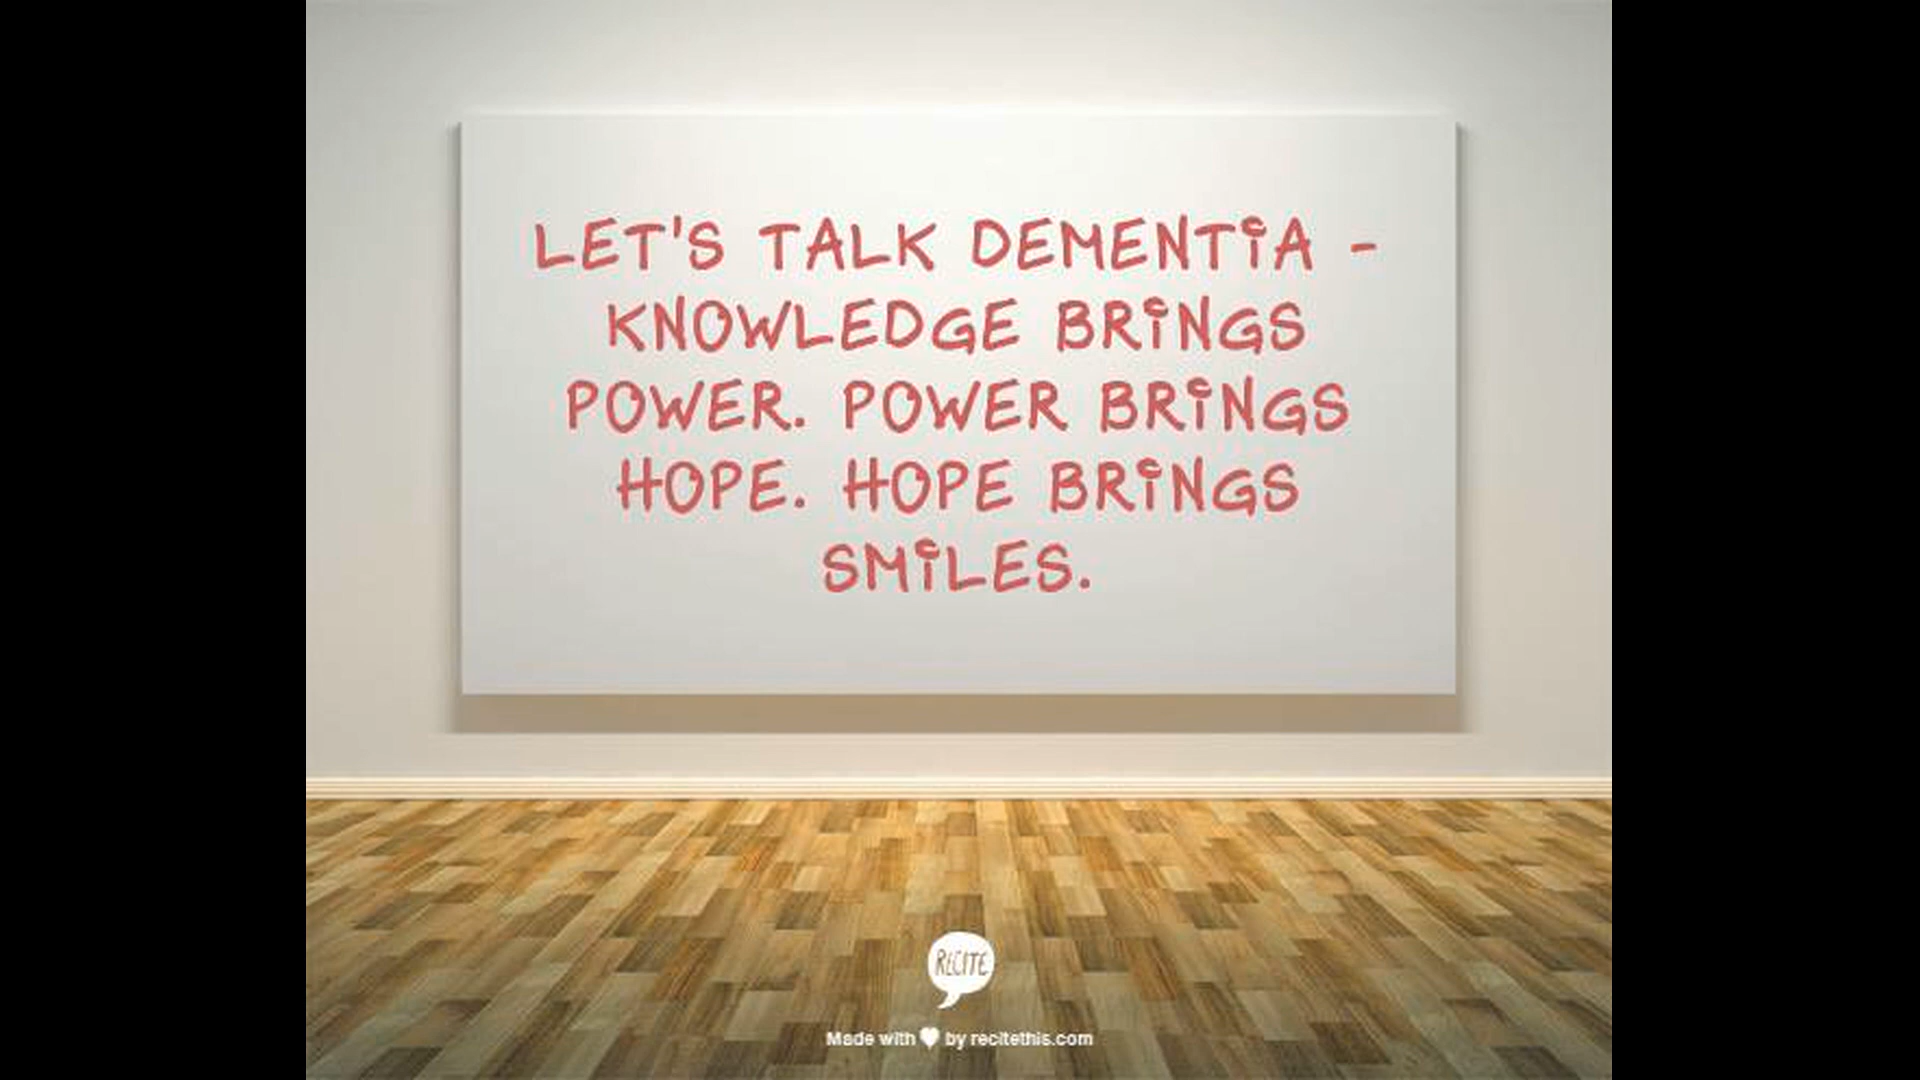 LET'S TALK DEMENTIA -
KNOWLEDGE BRINGS
POWER. POWER BRINGS
HOPE. HOPE BRINGS
SMILES.
RECITE
Made with ♥ by recitethis.com